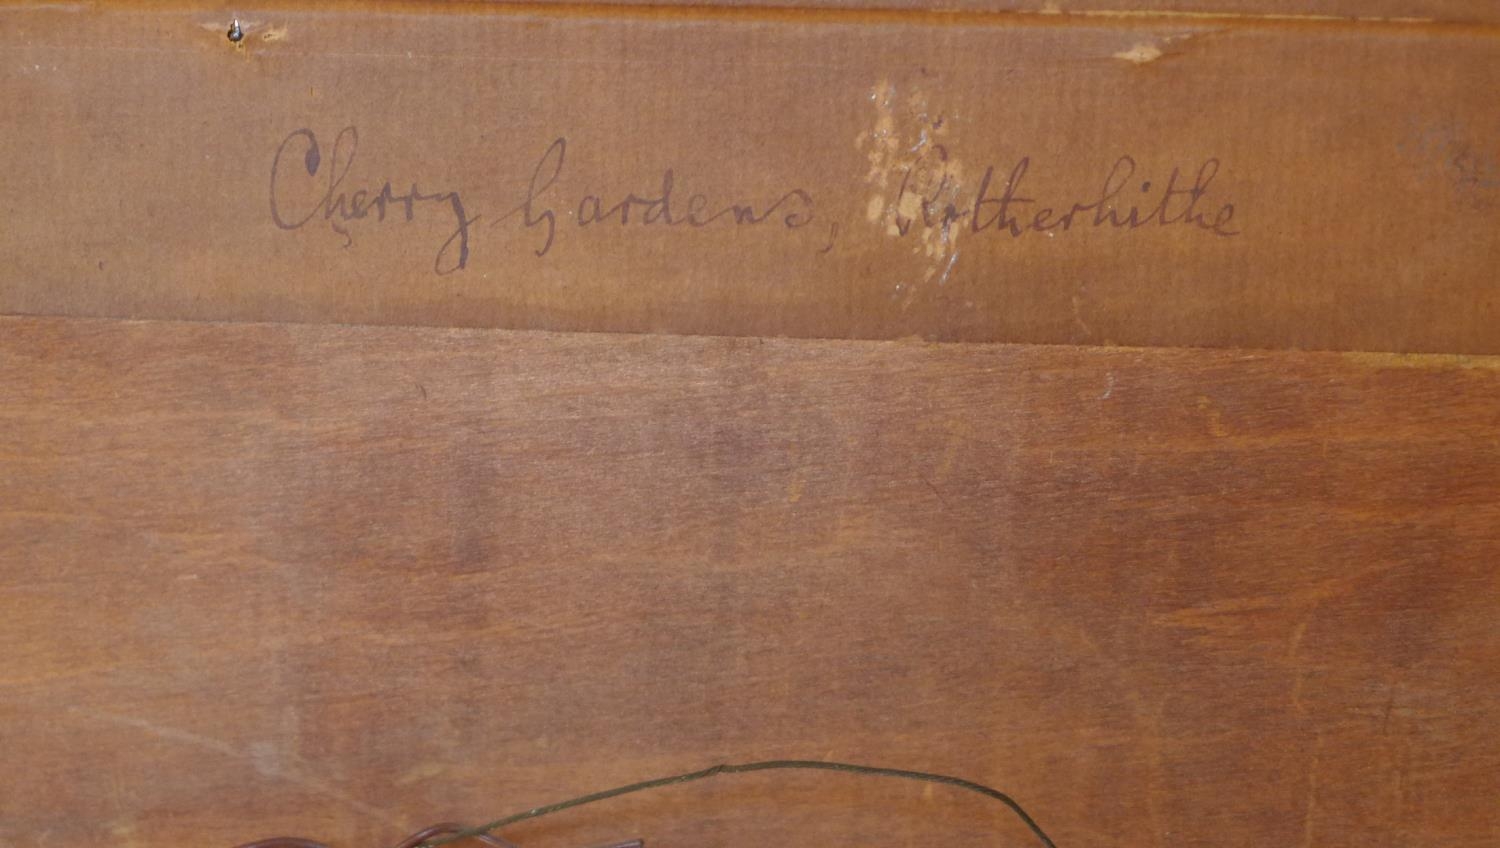 Cherry Gardens, Rotherhithe